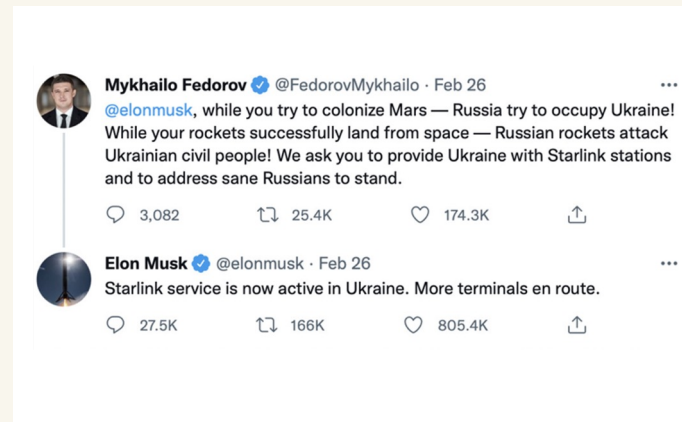 Mykhailo Fedorov @FedorovMykhailo · Feb 26
@elonmusk, while you try to colonize Mars — Russia try to occupy Ukraine!
While your rockets successfully land from space — Russian rockets attack
Ukrainian civil people! We ask you to provide Ukraine with Starlink stations
and to address sane Russians to stand.
3,082 25.4K 174.3K
Elon Musk @elonmusk · Feb 26
Starlink service is now active in Ukraine. More terminals en route.
27.5K 166K 805.4K